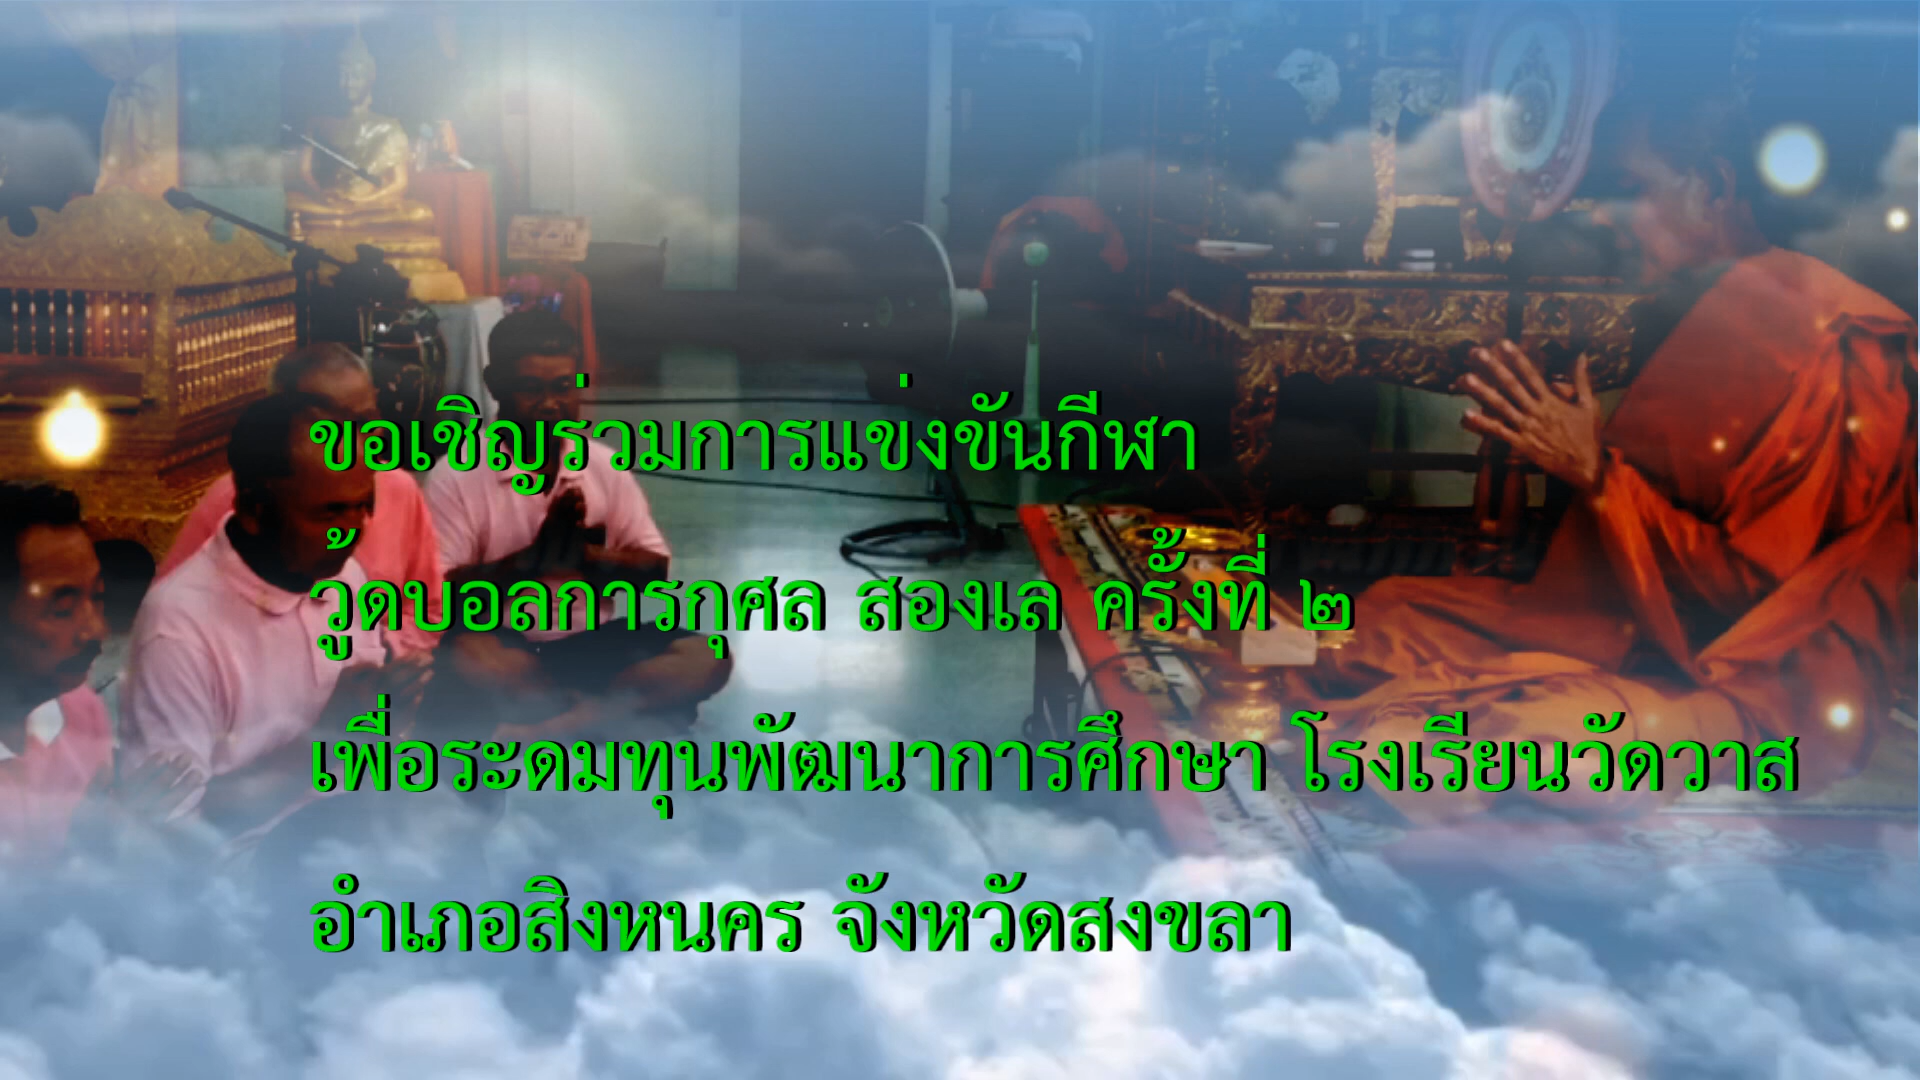 ขอเชิญร่วมการแข่งขันกีฬา
วู้ดบอลการกุศล สองเล ครั้งที่ ๒
เพื่อระดมทุนพัฒนาการศึกษา โรงเรียนวัดวาส
อำเภอสิงหนคร จังหวัดสงขลา